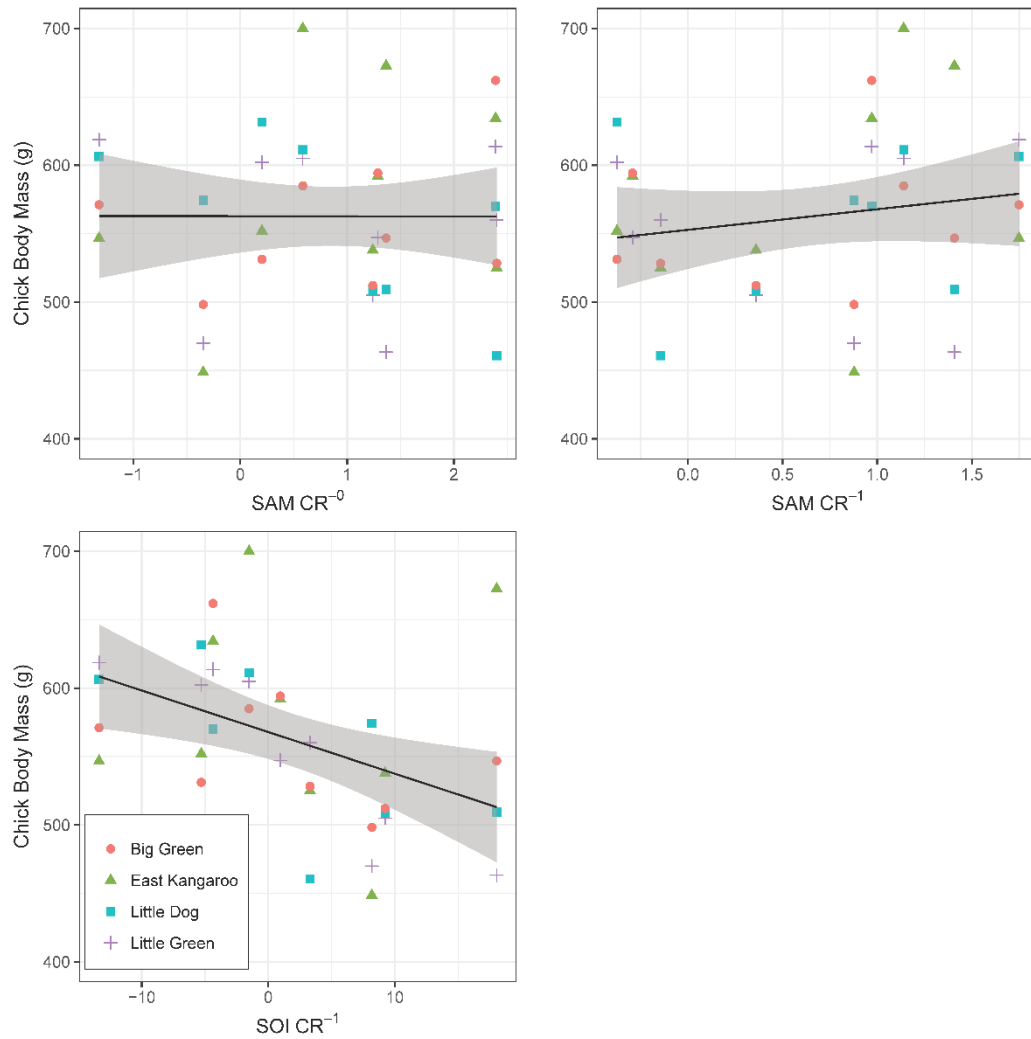 Chick Body Mass (g)
700
600
500
400
−1
0
1
2
SAM CR⁻⁰
700
600
500
400
0.0
0.5
1.0
1.5
SAM CR⁻¹
Chick Body Mass (g)
700
600
500
400
Big Green
East Kangaroo
Little Dog
Little Green
−10
0
10
SOI CR⁻¹